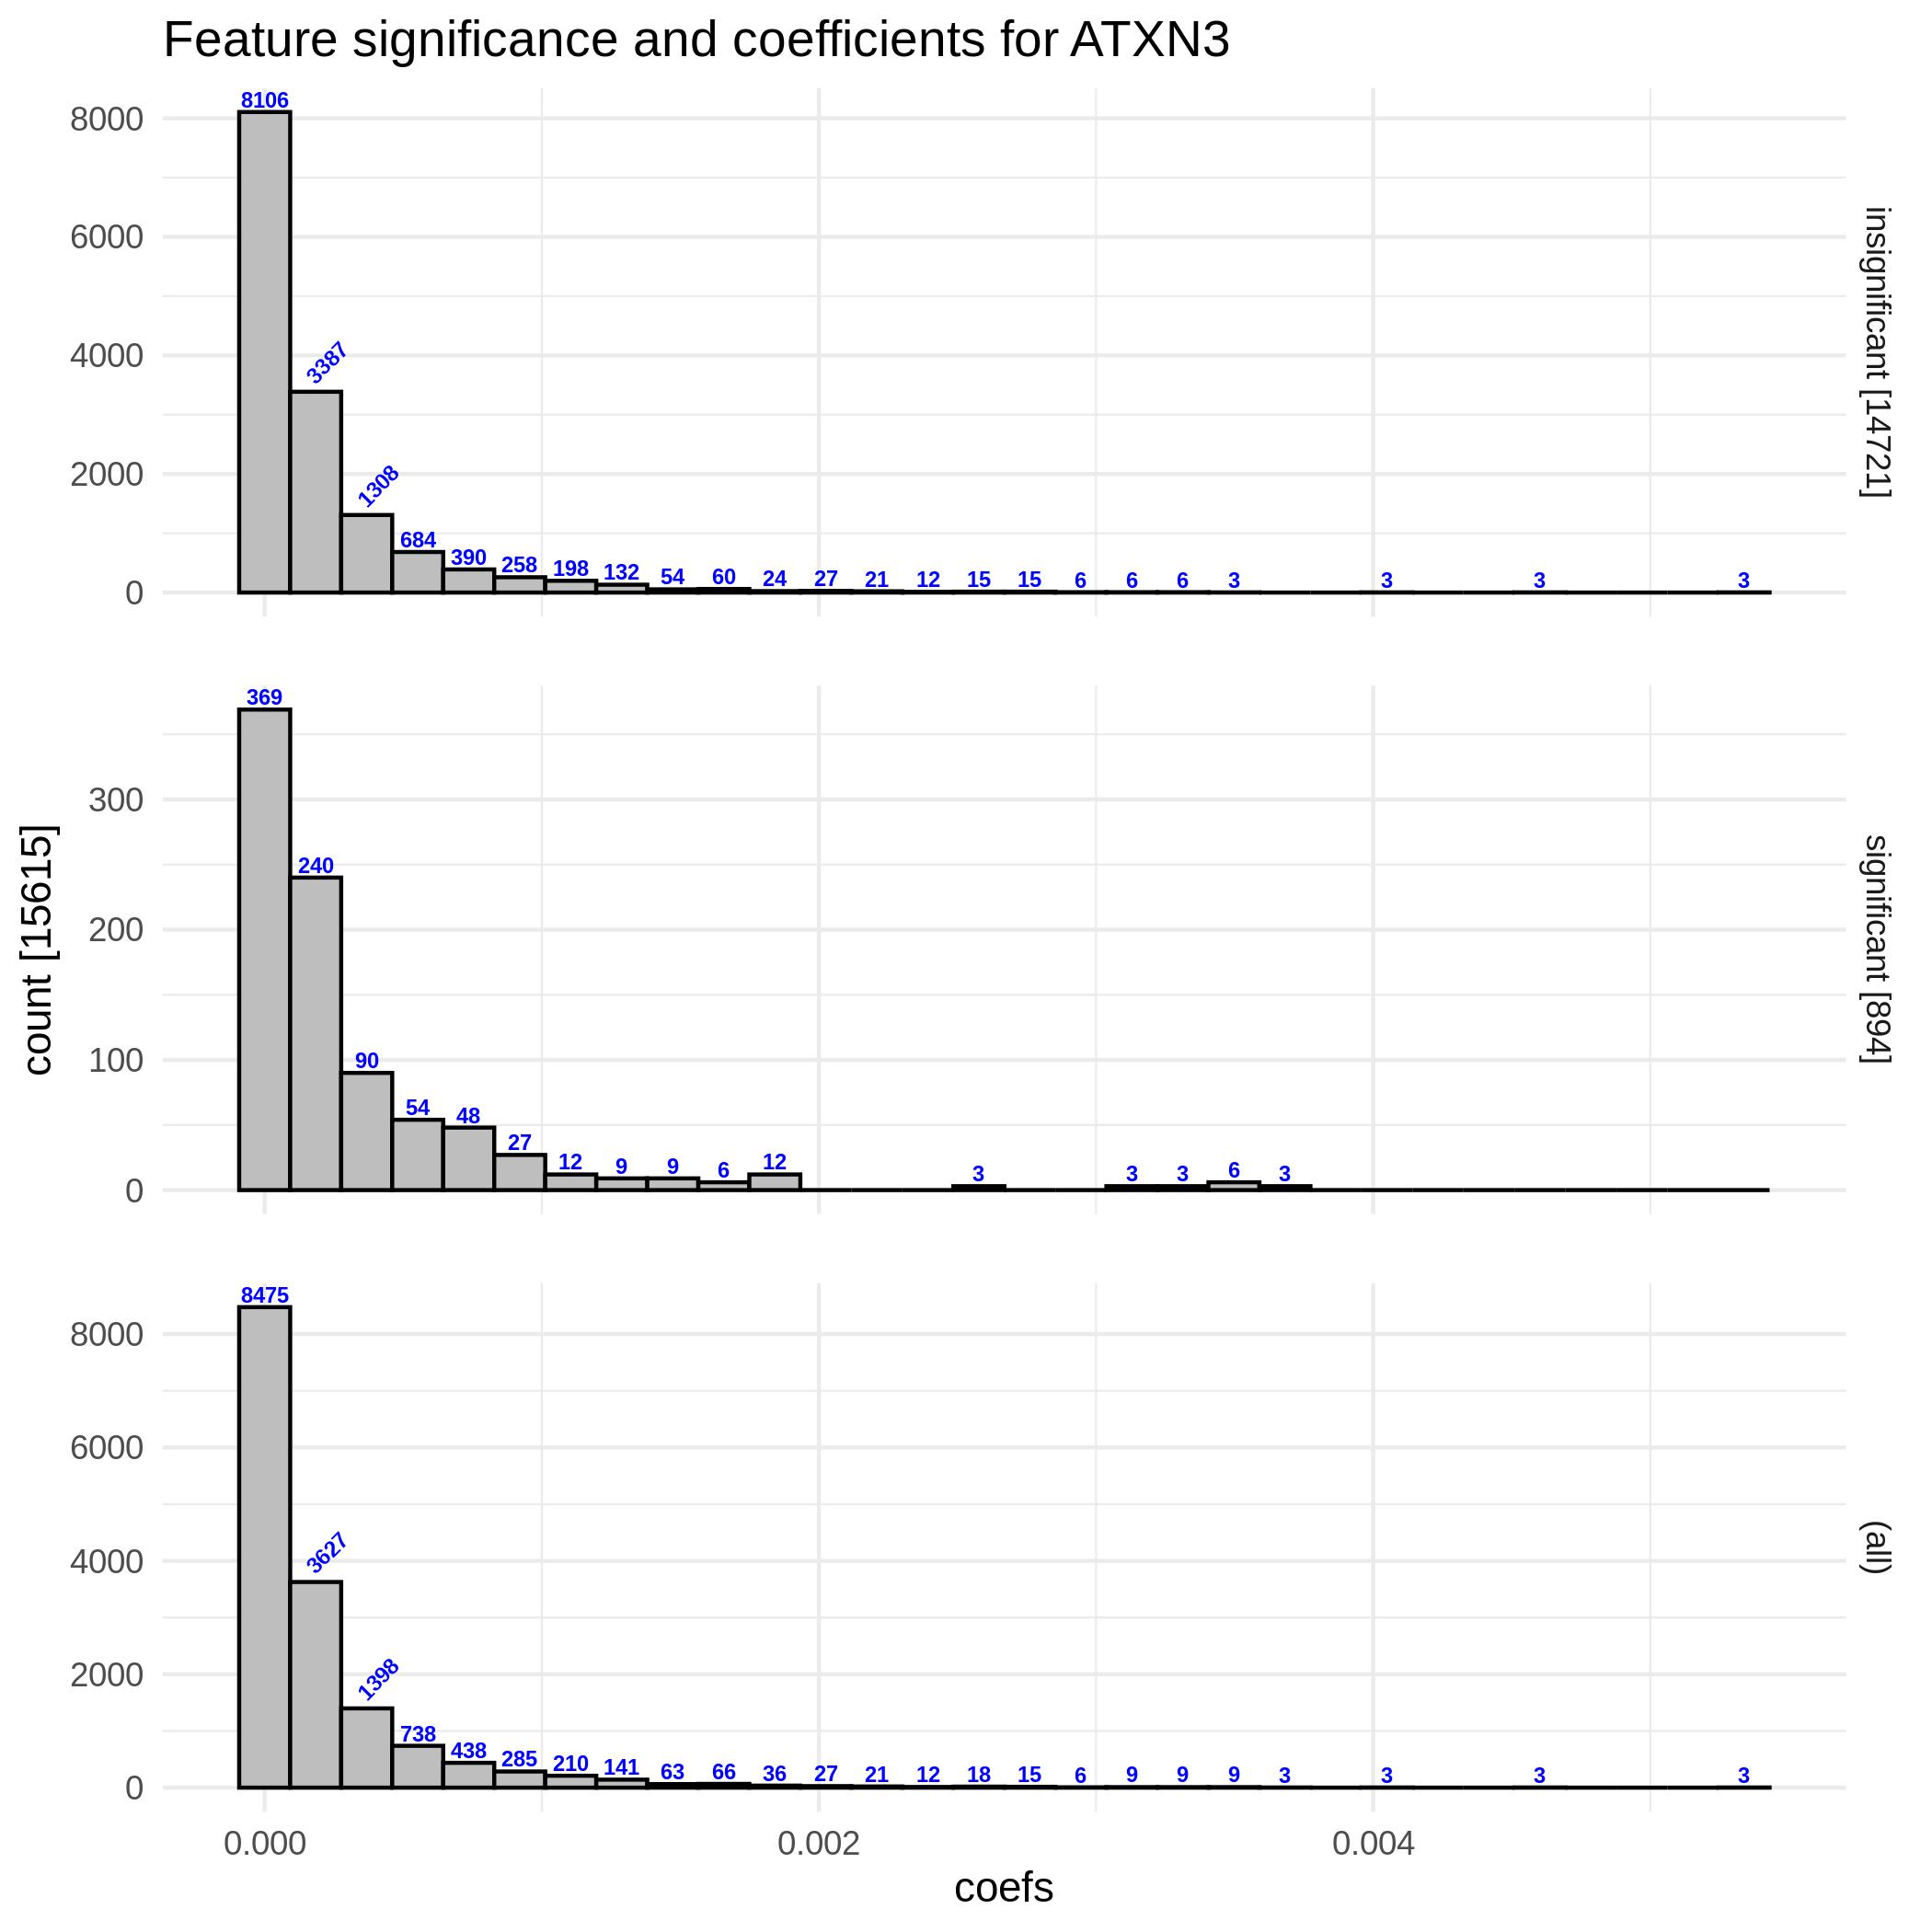 Feature significance and coefficients for ATXN3
8106
3387
1308
684 390 258 198 132 54 60 24 27 21 12 15 15 6 6 6 3 3 3 3
8000
6000
4000
2000
0
insignificant [14721]
369
240
90
54 48 27 12 9 9 6 12 3 3 3 6 3
300
200
100
0
significant [894]
count [15615]
8475
3627
1398
738 438 285 210 141 63 66 36 27 21 12 18 15 6 9 9 9 3 3 3 3
8000
6000
4000
2000
0
(all)
0.000 0.002 0.004
coefs